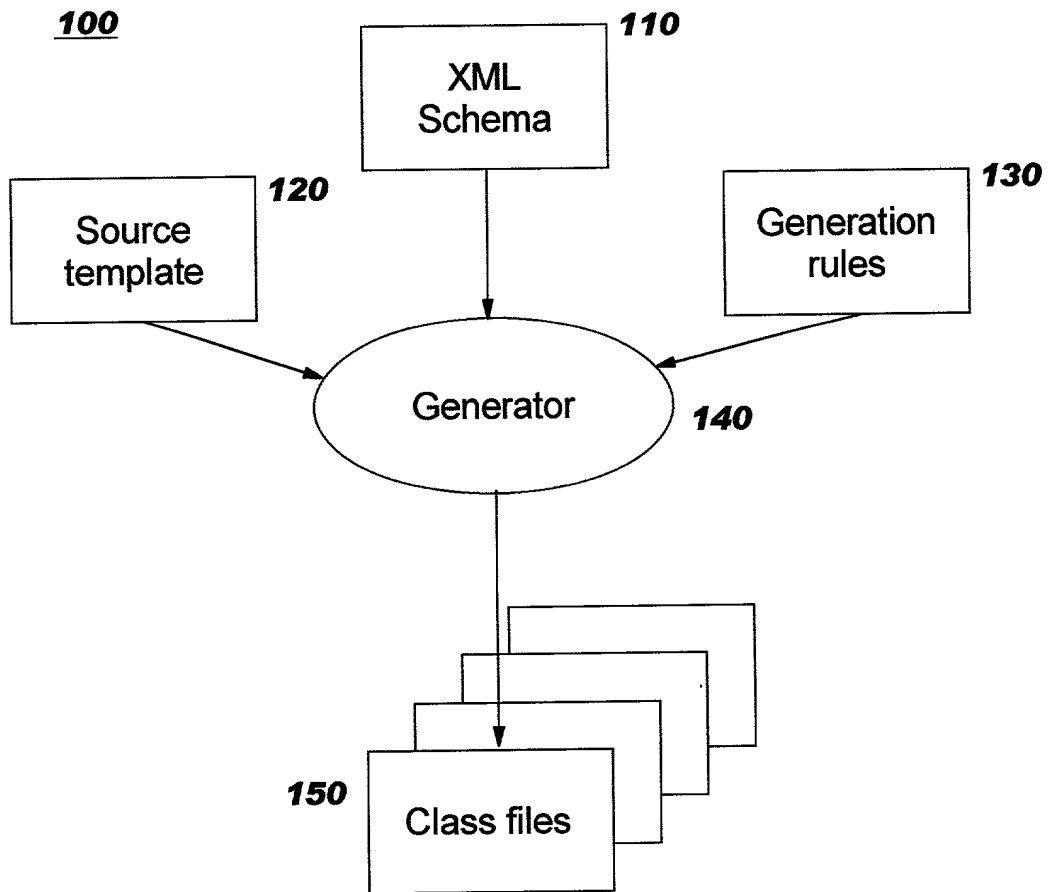 100
110
XML
Schema
120
Source
template
130
Generation
rules
Generator
140
150
Class files